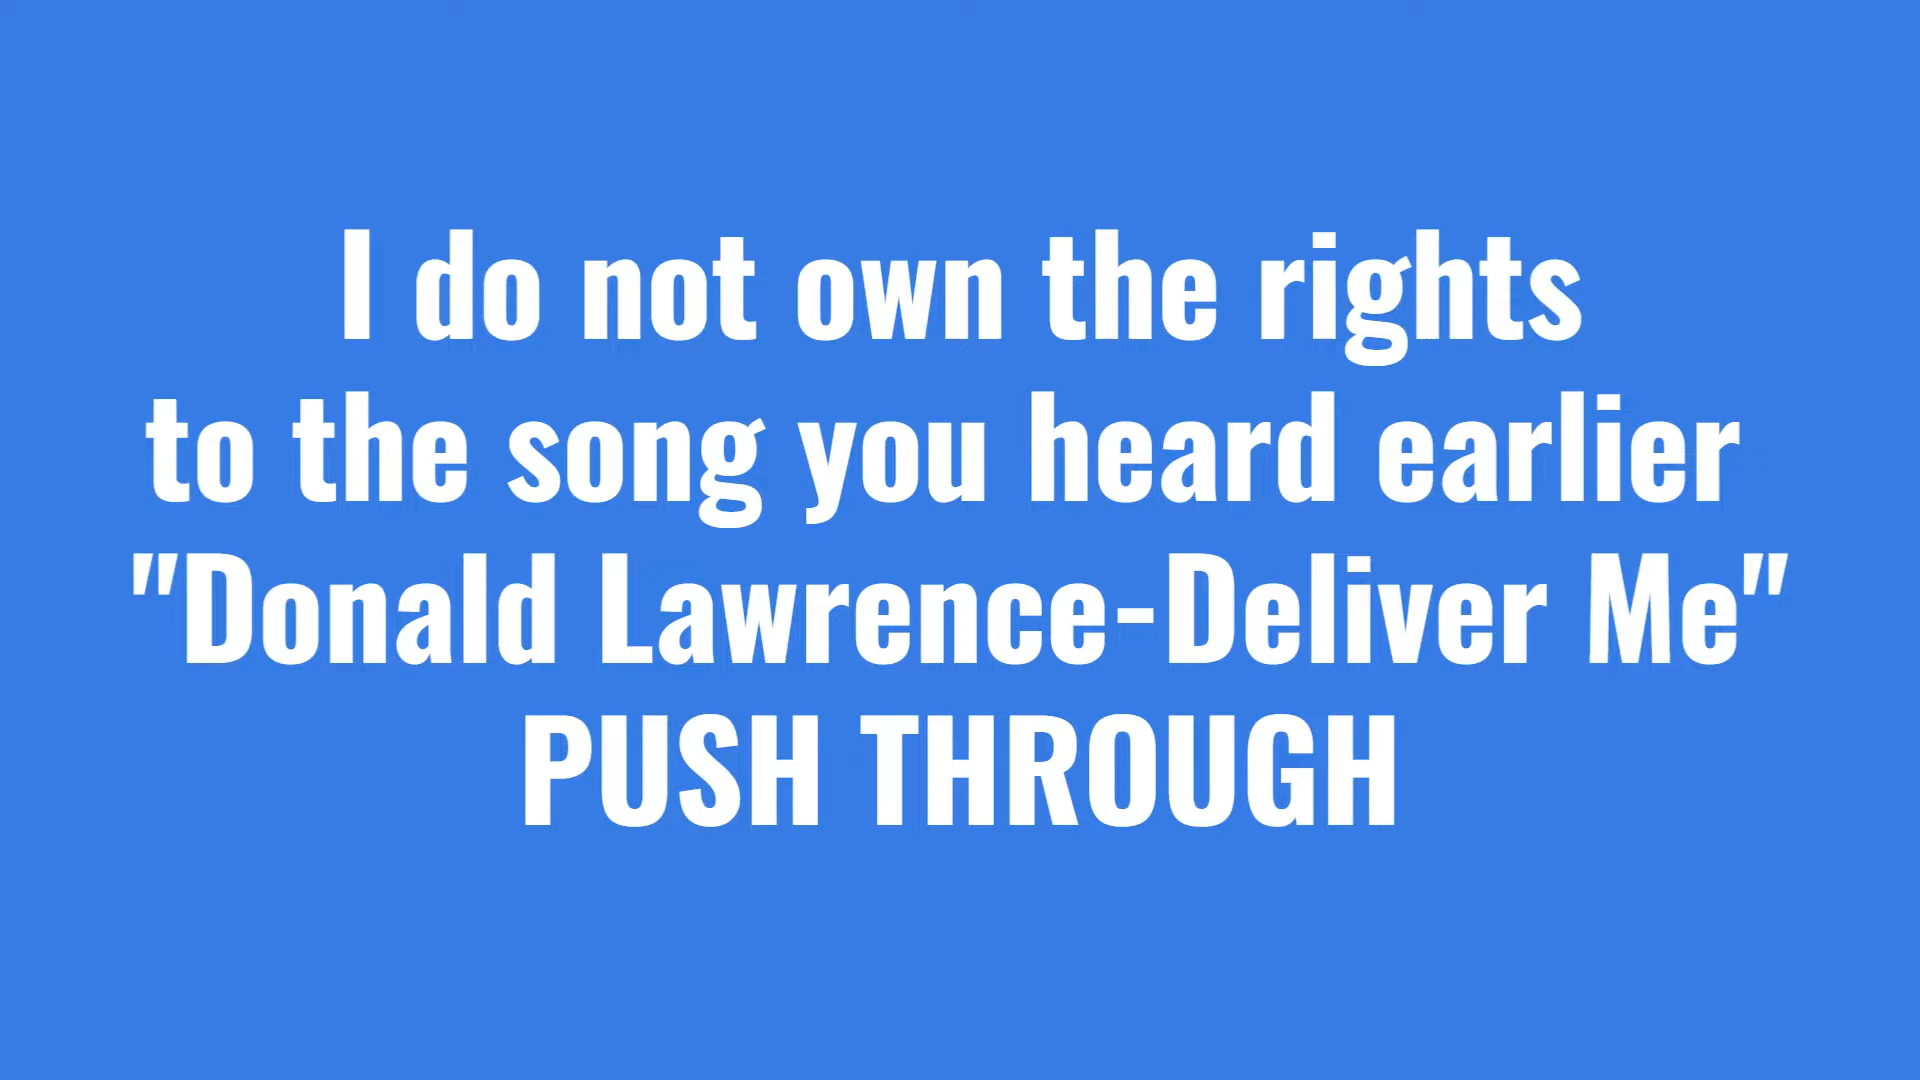 I do not own the rights
to the song you heard earlier
"Donald Lawrence-Deliver Me"
PUSH THROUGH